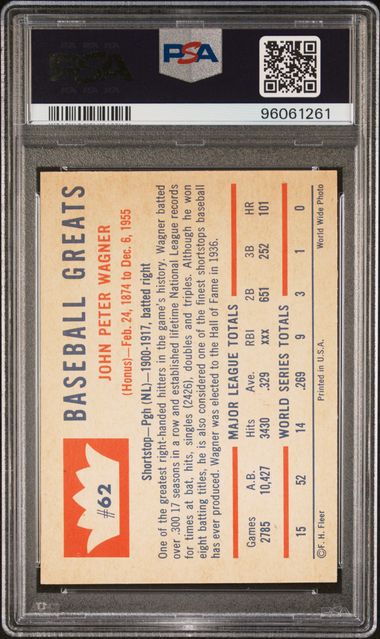 PSA
PSA
96061261
#62
BASEBALL GREATS
JOHN PETER WAGNER
(Honus)—Feb. 24, 1874 to Dec. 6, 1955
Shortstop—Pgh (NL)—1900-1917, batted right
One of the greatest right-handed hitters in the game's history. Wagner batted
over .300 17 seasons in a row and established lifetime National League records
for times at bat, hits, singles (2426), doubles and triples. Although he won
eight batting titles, he is also considered one of the finest shortstops baseball
has ever produced. Wagner was elected to the Hall of Fame in 1936.
MAJOR LEAGUE TOTALS
Games A.B. Hits Ave. RBI 2B 3B HR
2785 10,427 3430 .329 xxx 651 252 101
WORLD SERIES TOTALS
15 52 14 .269 9 3 1 0
©F. H. Fleer Printed in U.S.A. World Wide Photo
PSA